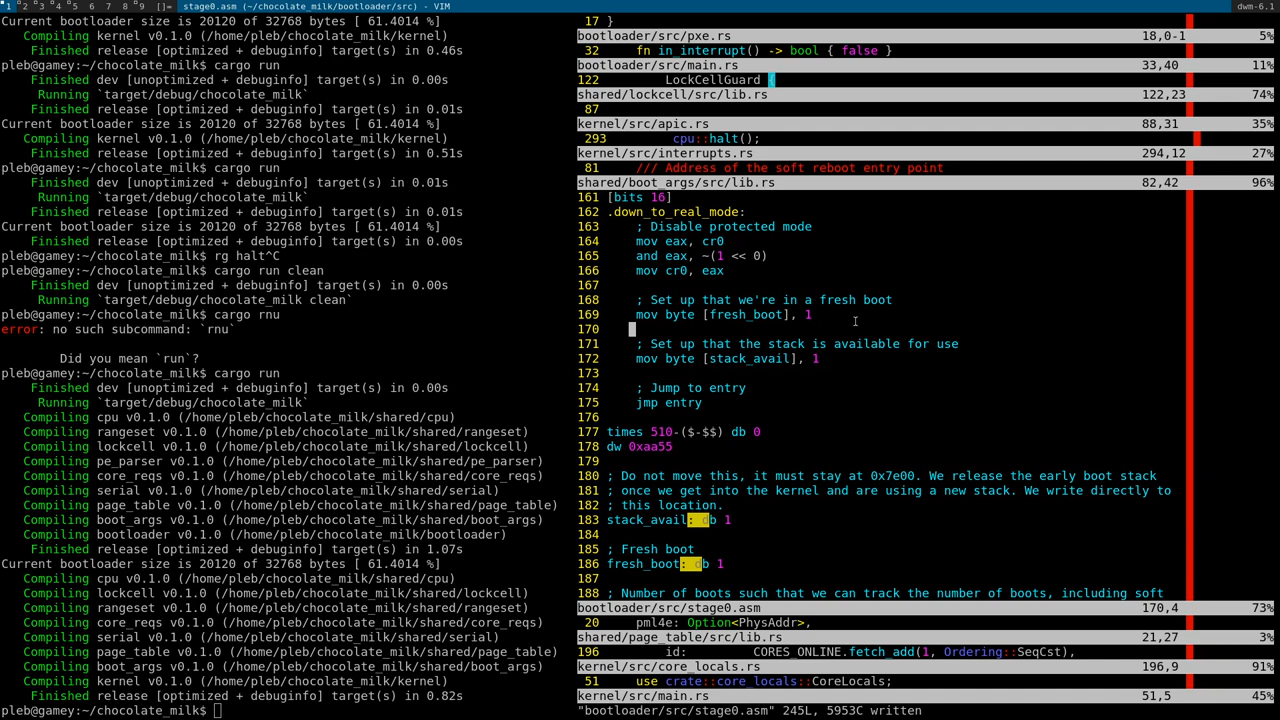 1 2 3 4 5 6 7 8 9 []= stage0.asm (~/chocolate_milk/bootloader/src) - VIM dwm-6.1
Current bootloader size is 20120 of 32768 bytes [ 61.4014 %]
Compiling kernel v0.1.0 (/home/pleb/chocolate_milk/kernel)
Finished release [optimized + debuginfo] target(s) in 0.46s
pleb@gamey:~/chocolate_milk$ cargo run
Finished dev [unoptimized + debuginfo] target(s) in 0.00s
Running `target/debug/chocolate_milk`
Finished release [optimized + debuginfo] target(s) in 0.01s
Current bootloader size is 20120 of 32768 bytes [ 61.4014 %]
Compiling kernel v0.1.0 (/home/pleb/chocolate_milk/kernel)
Finished release [optimized + debuginfo] target(s) in 0.51s
pleb@gamey:~/chocolate_milk$ cargo run
Finished dev [unoptimized + debuginfo] target(s) in 0.01s
Running `target/debug/chocolate_milk`
Finished release [optimized + debuginfo] target(s) in 0.01s
Current bootloader size is 20120 of 32768 bytes [ 61.4014 %]
Finished release [optimized + debuginfo] target(s) in 0.00s
pleb@gamey:~/chocolate_milk$ rg halt^C
pleb@gamey:~/chocolate_milk$ cargo run clean
Finished dev [unoptimized + debuginfo] target(s) in 0.00s
Running `target/debug/chocolate_milk clean`
pleb@gamey:~/chocolate_milk$ cargo rnu
error: no such subcommand: `rnu`
Did you mean `run`?
pleb@gamey:~/chocolate_milk$ cargo run
Finished dev [unoptimized + debuginfo] target(s) in 0.00s
Running `target/debug/chocolate_milk`
Compiling cpu v0.1.0 (/home/pleb/chocolate_milk/shared/cpu)
Compiling rangeset v0.1.0 (/home/pleb/chocolate_milk/shared/rangeset)
Compiling lockcell v0.1.0 (/home/pleb/chocolate_milk/shared/lockcell)
Compiling pe_parser v0.1.0 (/home/pleb/chocolate_milk/shared/pe_parser)
Compiling core_reqs v0.1.0 (/home/pleb/chocolate_milk/shared/core_reqs)
Compiling serial v0.1.0 (/home/pleb/chocolate_milk/shared/serial)
Compiling page_table v0.1.0 (/home/pleb/chocolate_milk/shared/page_table)
Compiling boot_args v0.1.0 (/home/pleb/chocolate_milk/shared/boot_args)
Compiling bootloader v0.1.0 (/home/pleb/chocolate_milk/bootloader)
Finished release [optimized + debuginfo] target(s) in 1.07s
Current bootloader size is 20120 of 32768 bytes [ 61.4014 %]
Compiling cpu v0.1.0 (/home/pleb/chocolate_milk/shared/cpu)
Compiling lockcell v0.1.0 (/home/pleb/chocolate_milk/shared/lockcell)
Compiling rangeset v0.1.0 (/home/pleb/chocolate_milk/shared/rangeset)
Compiling core_reqs v0.1.0 (/home/pleb/chocolate_milk/shared/core_reqs)
Compiling serial v0.1.0 (/home/pleb/chocolate_milk/shared/serial)
Compiling page_table v0.1.0 (/home/pleb/chocolate_milk/shared/page_table)
Compiling boot_args v0.1.0 (/home/pleb/chocolate_milk/shared/boot_args)
Compiling kernel v0.1.0 (/home/pleb/chocolate_milk/kernel)
Finished release [optimized + debuginfo] target(s) in 0.82s
pleb@gamey:~/chocolate_milk$
17 }
bootloader/src/pxe.rs 18,0-1 5%
32 fn in_interrupt() -> bool { false }
bootloader/src/main.rs 33,40 11%
122 LockCellGuard {
shared/lockcell/src/lib.rs 122,23 74%
87
kernel/src/apic.rs 88,31 35%
293 cpu::halt();
kernel/src/interrupts.rs 294,12 27%
81 /// Address of the soft reboot entry point
shared/boot_args/src/lib.rs 82,42 96%
161 [bits 16]
162 .down_to_real_mode:
163 ; Disable protected mode
164 mov eax, cr0
165 and eax, ~(1 << 0)
166 mov cr0, eax
167
168 ; Set up that we're in a fresh boot
169 mov byte [fresh_boot], 1
170
171 ; Set up that the stack is available for use
172 mov byte [stack_avail], 1
173
174 ; Jump to entry
175 jmp entry
176
177 times 510-($-$$) db 0
178 dw 0xaa55
179
180 ; Do not move this, it must stay at 0x7e00. We release the early boot stack
181 ; once we get into the kernel and are using a new stack. We write directly to
182 ; this location.
183 stack_avail: db 1
184
185 ; Fresh boot
186 fresh_boot: db 1
187
188 ; Number of boots such that we can track the number of boots, including soft
bootloader/src/stage0.asm 170,4 73%
20 pml4e: Option<PhysAddr>,
shared/page_table/src/lib.rs 21,27 3%
196 id: CORES_ONLINE.fetch_add(1, Ordering::SeqCst),
kernel/src/core_locals.rs 196,9 91%
51 use crate::core_locals::CoreLocals;
kernel/src/main.rs 51,5 45%
"bootloader/src/stage0.asm" 245L, 5953C written